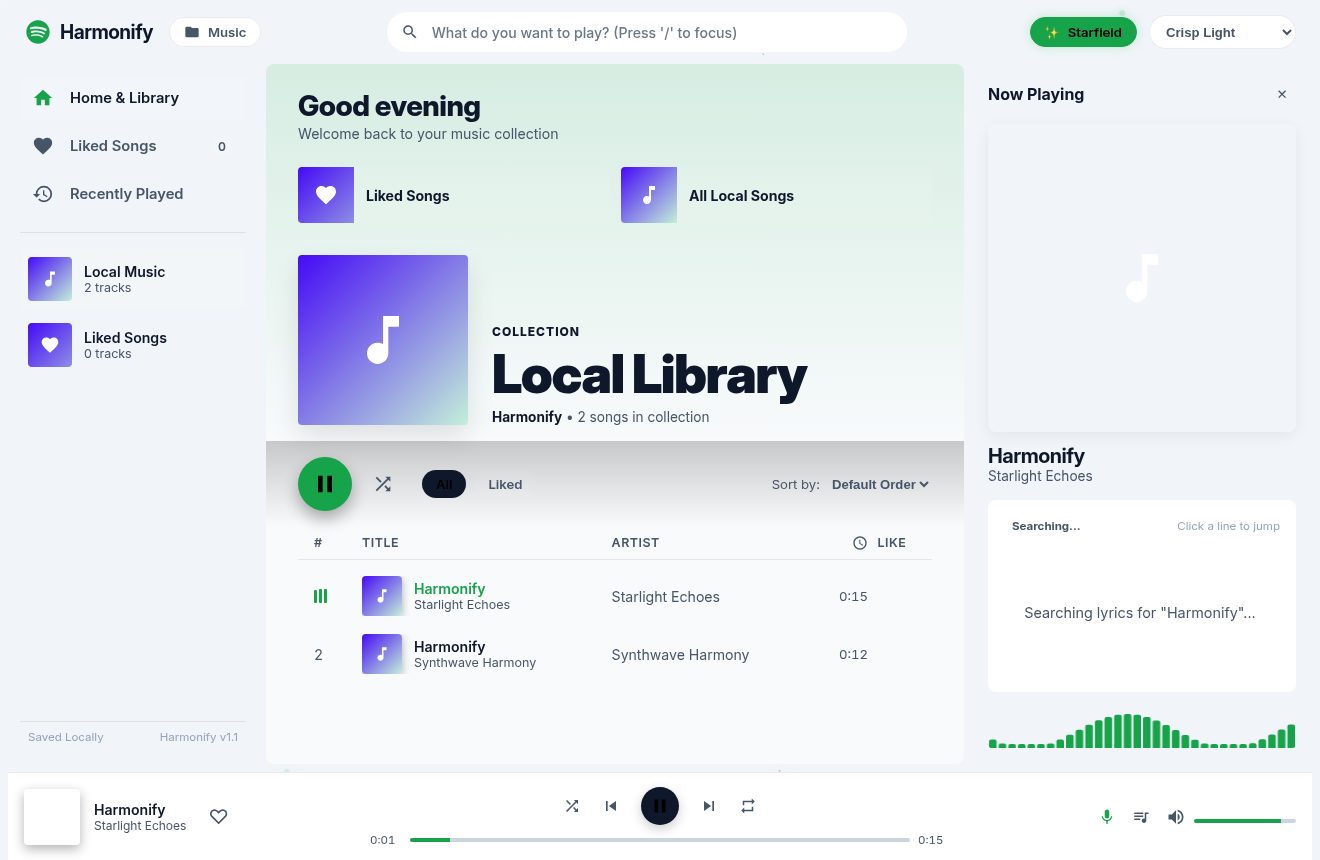 Harmonify
Music
What do you want to play? (Press '/' to focus)
✨ Starfield
Crisp Light
Home & Library
Liked Songs 0
Recently Played
Local Music
2 tracks
Liked Songs
0 tracks
Saved Locally
Harmonify v1.1
Good evening
Welcome back to your music collection
Liked Songs
All Local Songs
COLLECTION
Local Library
Harmonify • 2 songs in collection
All
Liked
Sort by: Default Order
# TITLE ARTIST LIKE
Harmonify
Starlight Echoes
Starlight Echoes
0:15
2
Harmonify
Synthwave Harmony
Synthwave Harmony
0:12
Now Playing ✕
Harmonify
Starlight Echoes
Searching...
Click a line to jump
Searching lyrics for "Harmonify"...
Harmonify
Starlight Echoes
0:01
0:15